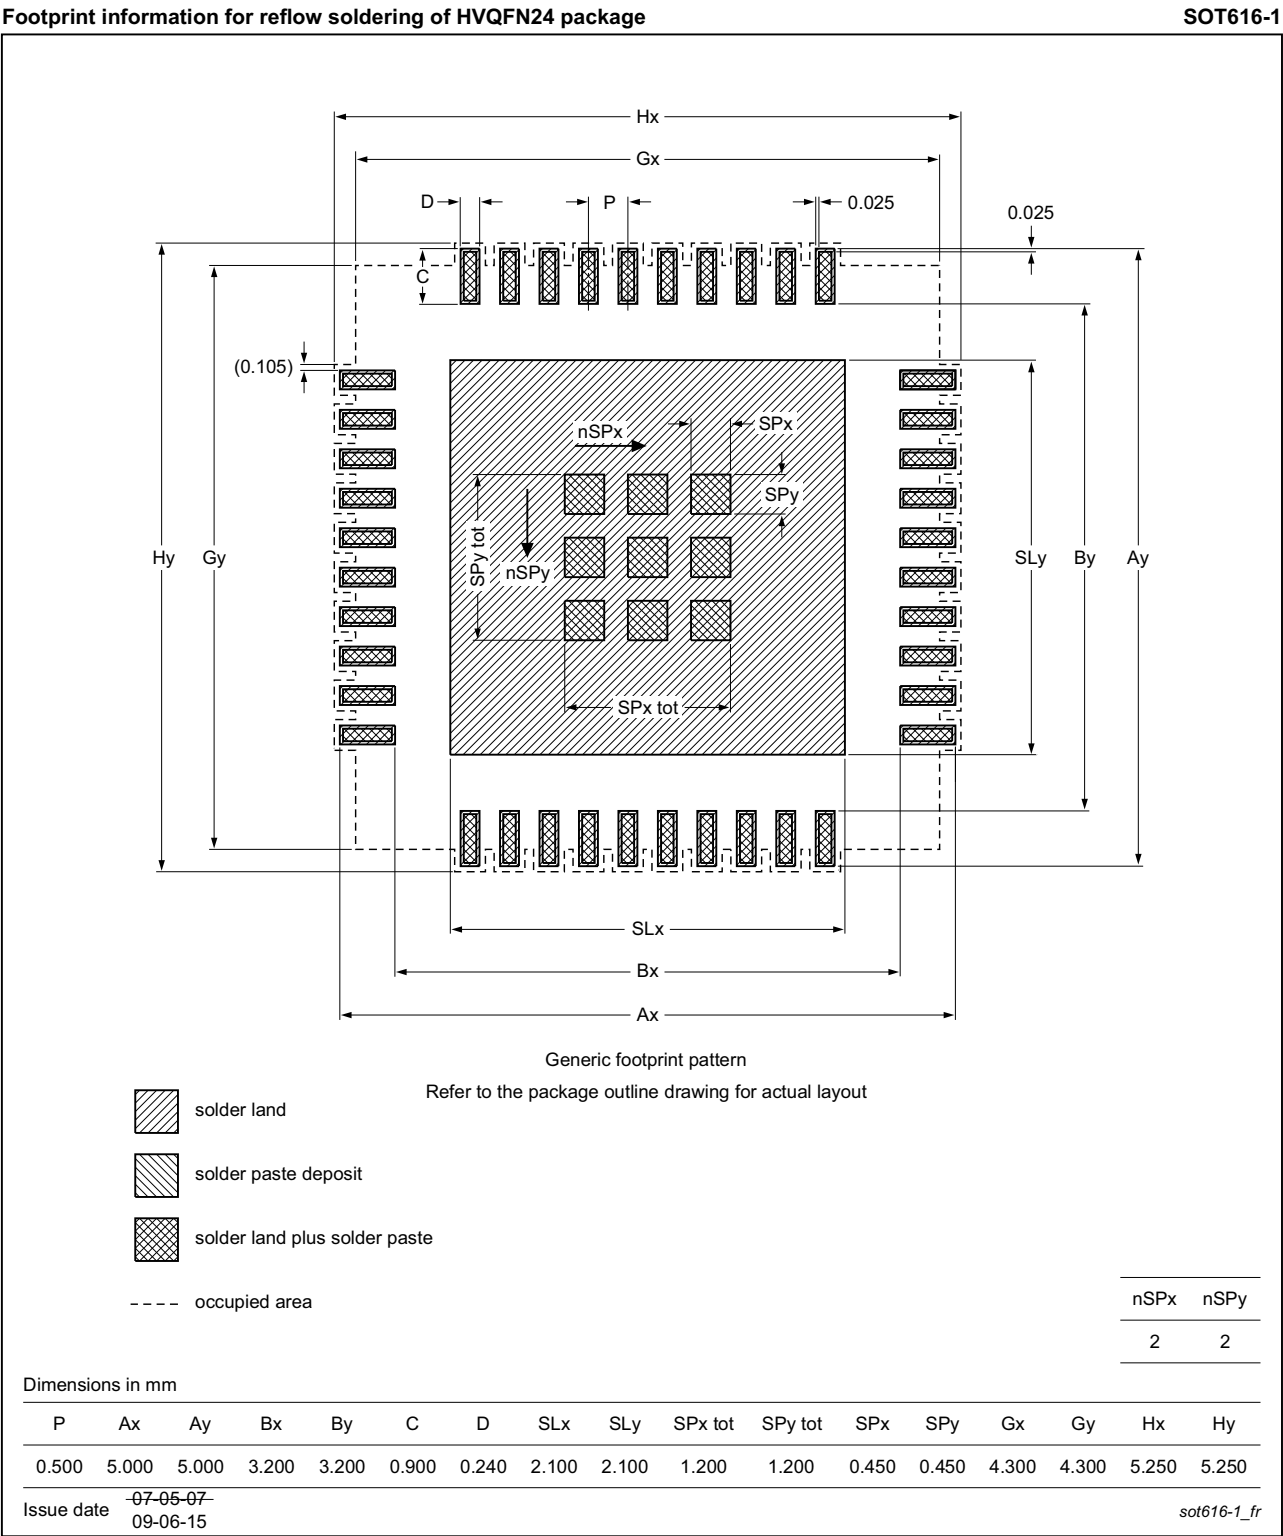 Footprint information for reflow soldering of HVQFN24 package SOT616-1
Hx
Gx
D P 0.025
0.025
C
(0.105)
nSPx SPx
SPy
SPy tot
nSPy
Hy Gy SLy By Ay
SPx tot
SLx
Bx
Ax
Generic footprint pattern
Refer to the package outline drawing for actual layout
solder land
solder paste deposit
solder land plus solder paste
occupied area
nSPx nSPy
2 2
Dimensions in mm
P Ax Ay Bx By C D SLx SLy SPx tot SPy tot SPx SPy Gx Gy Hx Hy
0.500 5.000 5.000 3.200 3.200 0.900 0.240 2.100 2.100 1.200 1.200 0.450 0.450 4.300 4.300 5.250 5.250
Issue date 07-05-07
09-06-15
sot616-1_fr